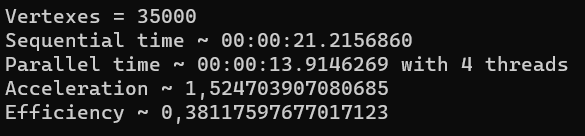 Vertexes = 35000
Sequential time ~ 00:00:21.2156860
Parallel time ~ 00:00:13.9146269 with 4 threads
Acceleration ~ 1,524703907080685
Efficiency ~ 0,38117597677017123